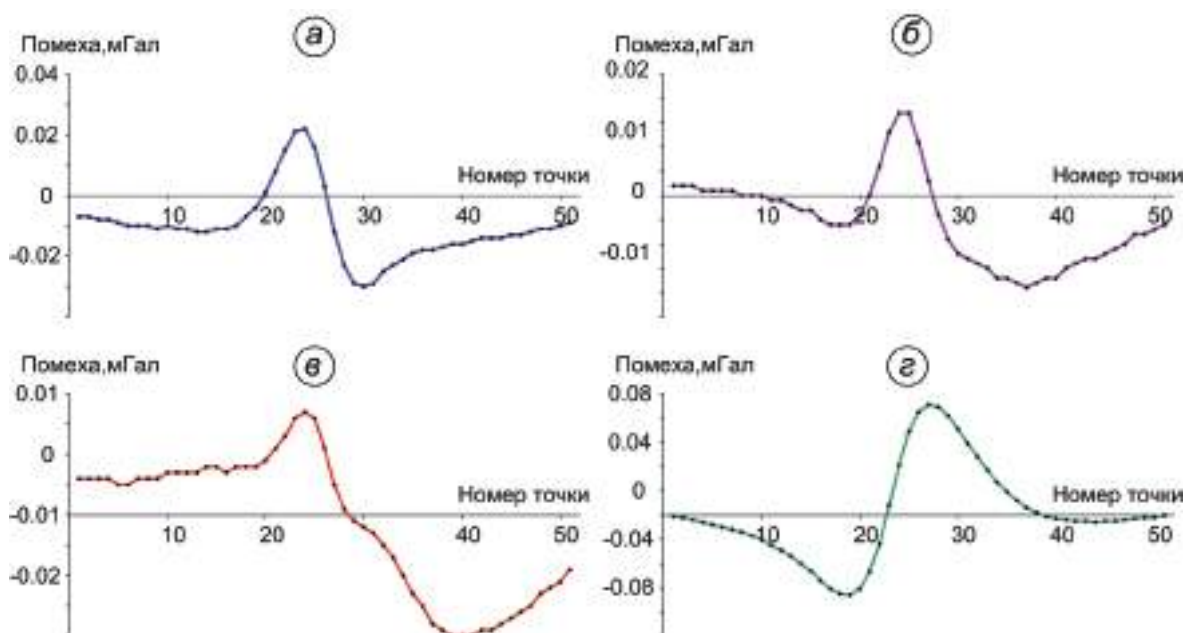 а
Помеха,мГал
0.04
0.02
0
-0.02
Номер точки
10 20 30 40 50
б
Помеха,мГал
0.02
0.01
0
-0.01
Номер точки
10 20 30 40 50
в
Помеха,мГал
0.01
0
-0.01
-0.02
Номер точки
10 20 30 40 50
г
Помеха,мГал
0.08
0.04
0
-0.04
-0.08
Номер точки
10 20 30 40 50